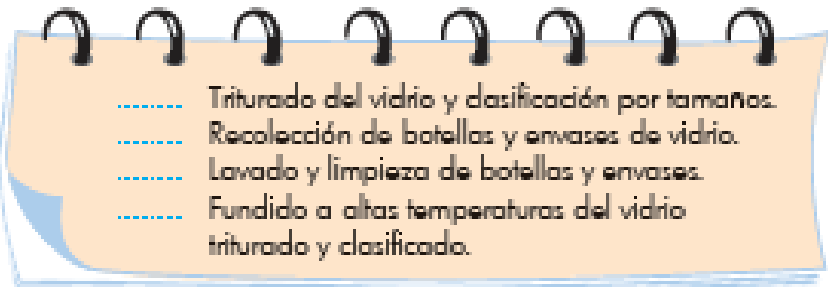 ........ Triturado del vidrio y clasificación por tamaños.
........ Recolección de botellas y envases de vidrio.
........ Lavado y limpieza de botellas y envases.
........ Fundido a altas temperaturas del vidrio
triturado y clasificado.